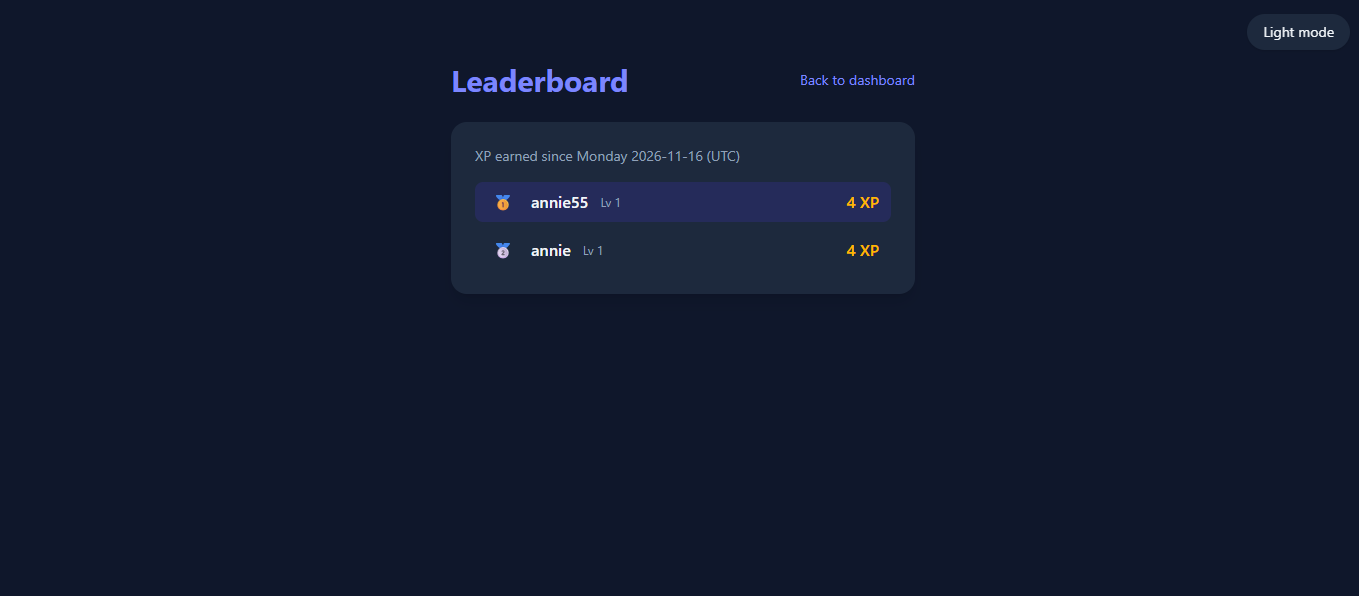 Light mode
Leaderboard Back to dashboard
XP earned since Monday 2026-11-16 (UTC)
🥇 annie55 Lv 1 4 XP
🥈 annie Lv 1 4 XP